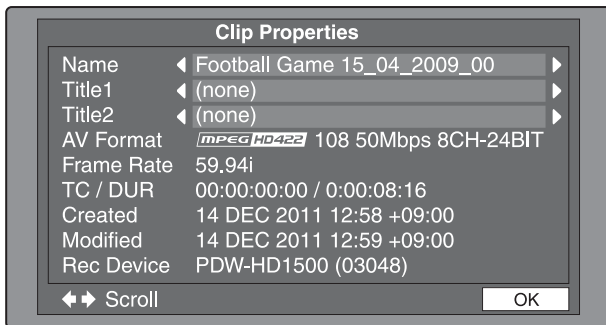 Clip Properties
Name Football Game 15_04_2009_00
Title1 (none)
Title2 (none)
AV Format MPEG HD422 108 50Mbps 8CH-24BIT
Frame Rate 59.94i
TC / DUR 00:00:00:00 / 0:00:08:16
Created 14 DEC 2011 12:58 +09:00
Modified 14 DEC 2011 12:59 +09:00
Rec Device PDW-HD1500 (03048)
Scroll OK